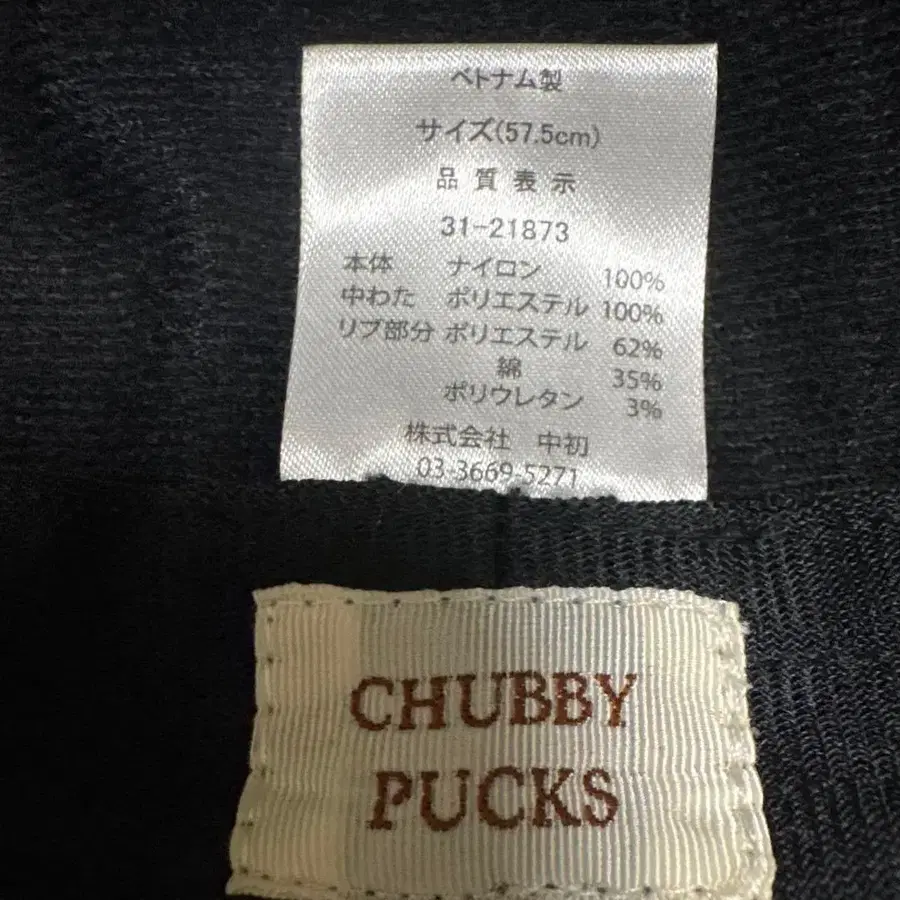 ベトナム製
サイズ(57.5cm)
品質表示
31-21873
本体 ナイロン 100%
中わた ポリエステル 100%
リブ部分 ポリエステル 62%
綿 35%
ポリウレタン 3%
株式会社 中初
03-3669-5271
CHUBBY
PUCKS